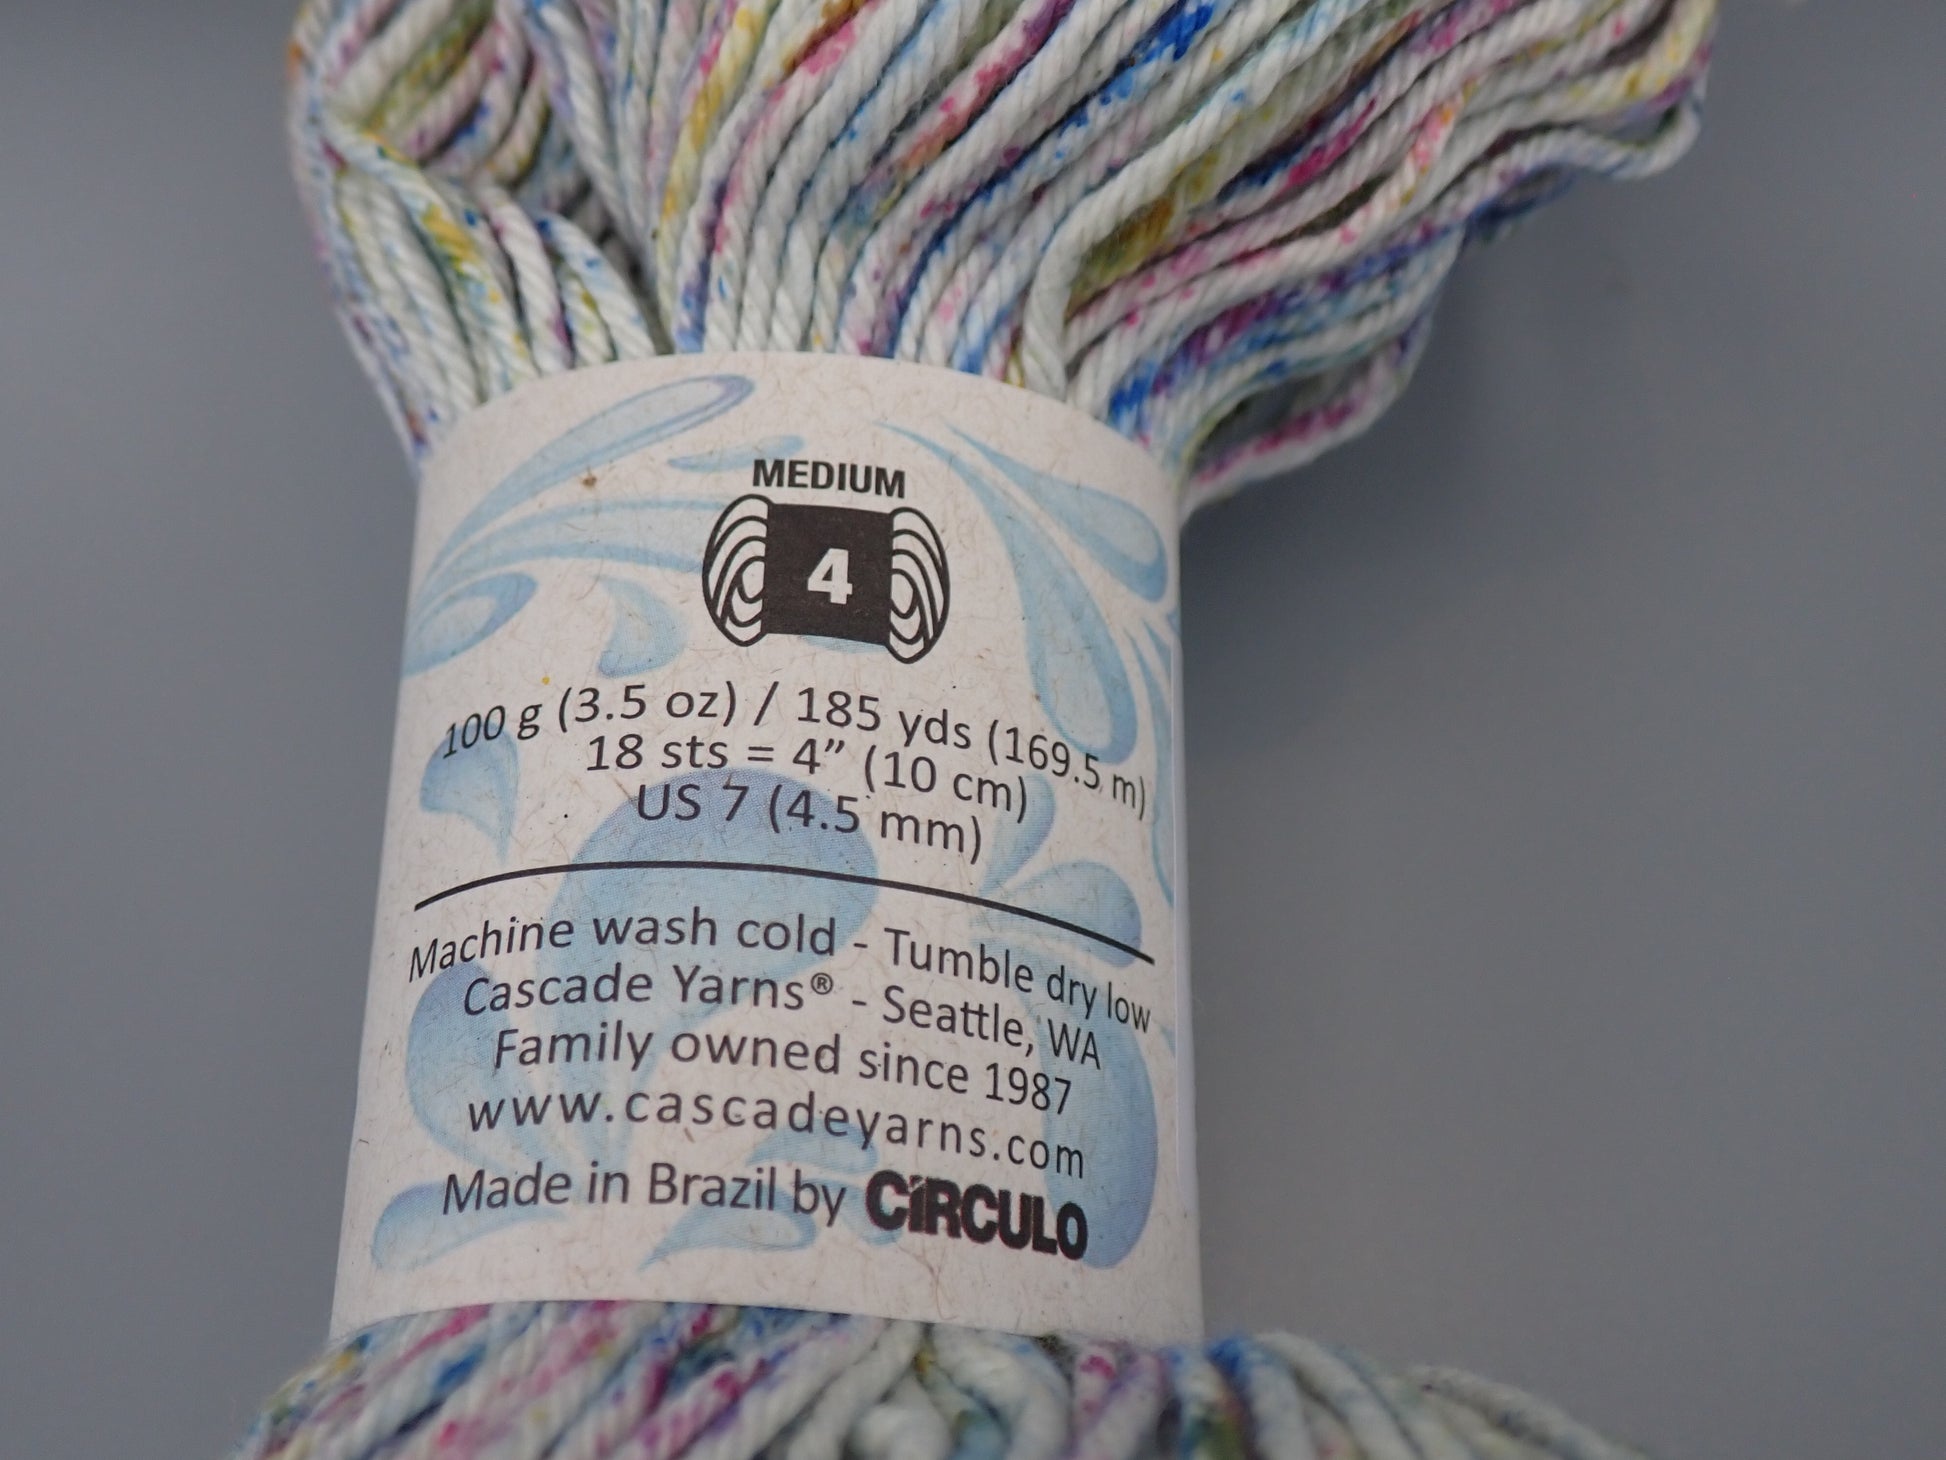 MEDIUM
4
100 g (3.5 oz) / 185 yds (169.5 m)
18 sts = 4” (10 cm)
US 7 (4.5 mm)
Machine wash cold - Tumble dry low
Cascade Yarns® - Seattle, WA
Family owned since 1987
www.cascadeyarns.com
Made in Brazil by CíRCULO